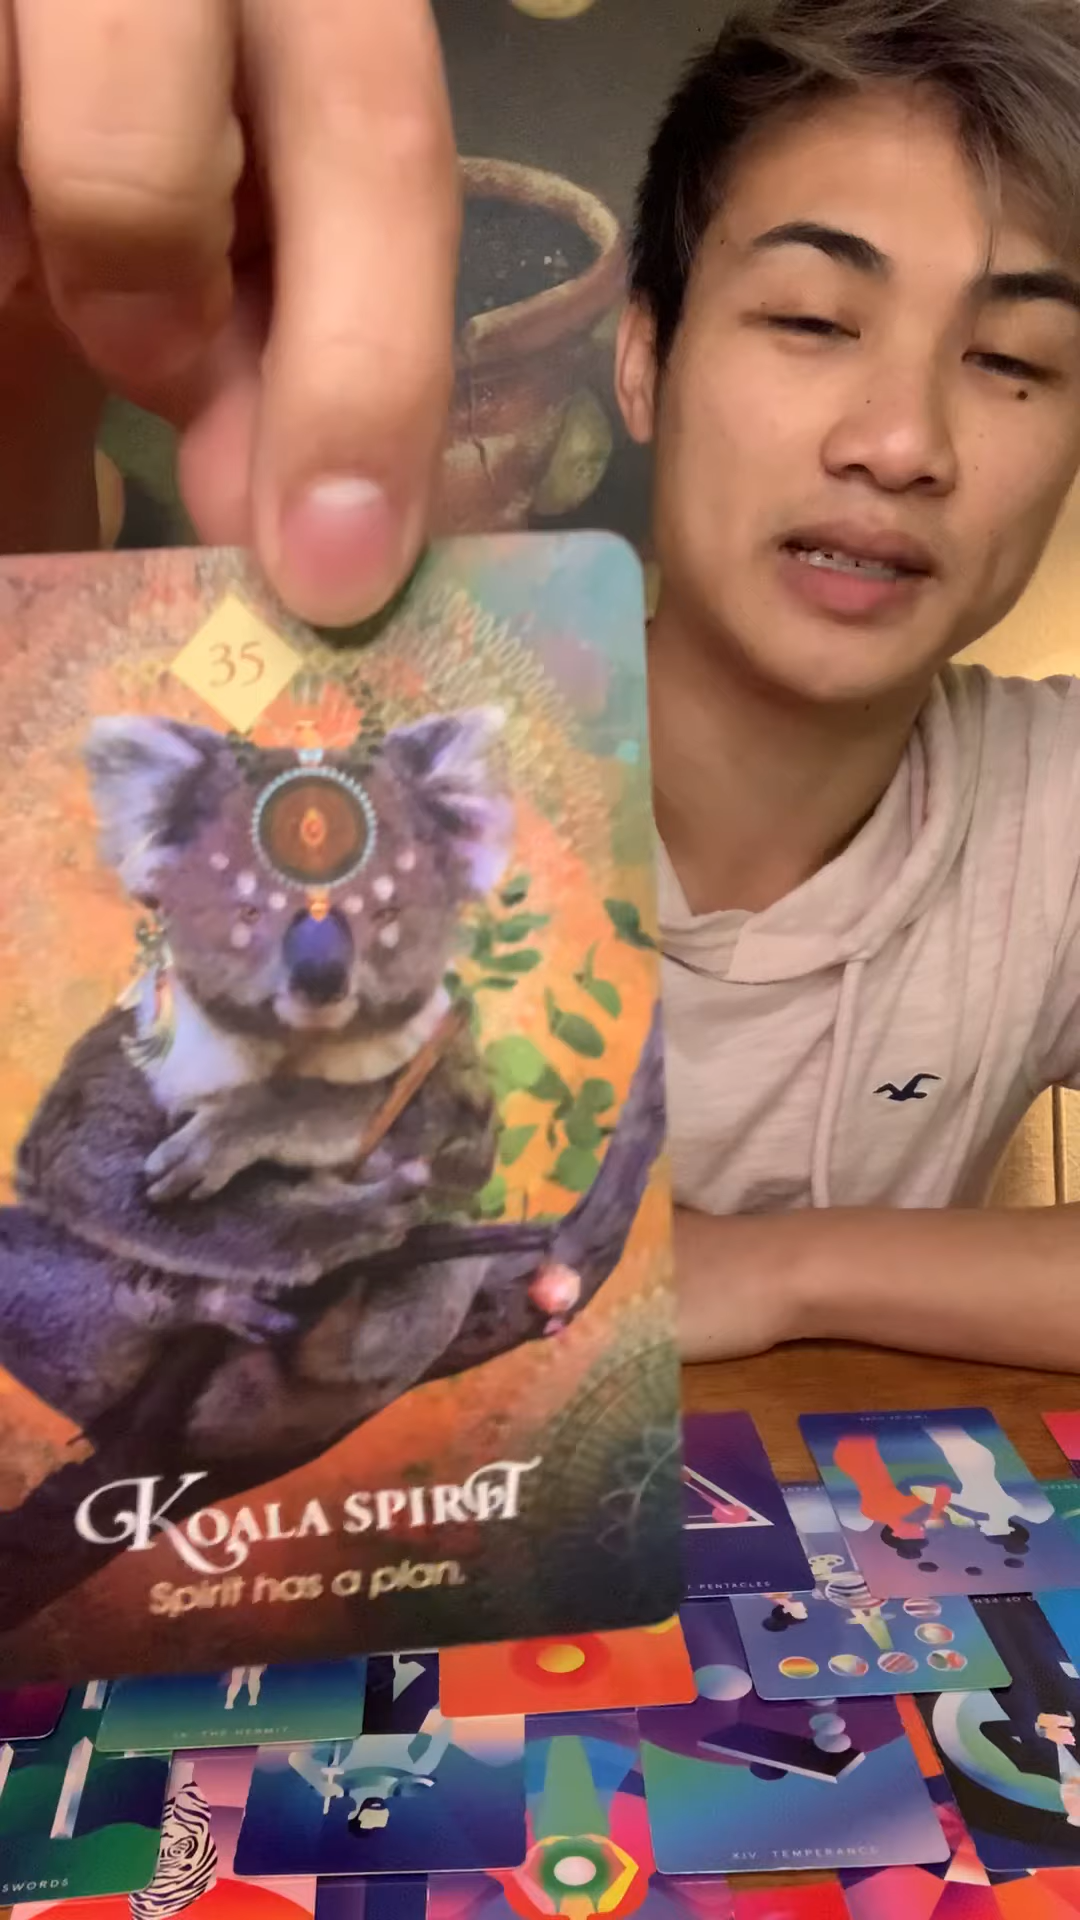 35
KOALA SPIRIT
Spirit has a plan.
PENTACLES
IX. THE HERMIT
XIV. TEMPERANCE
SWORDS